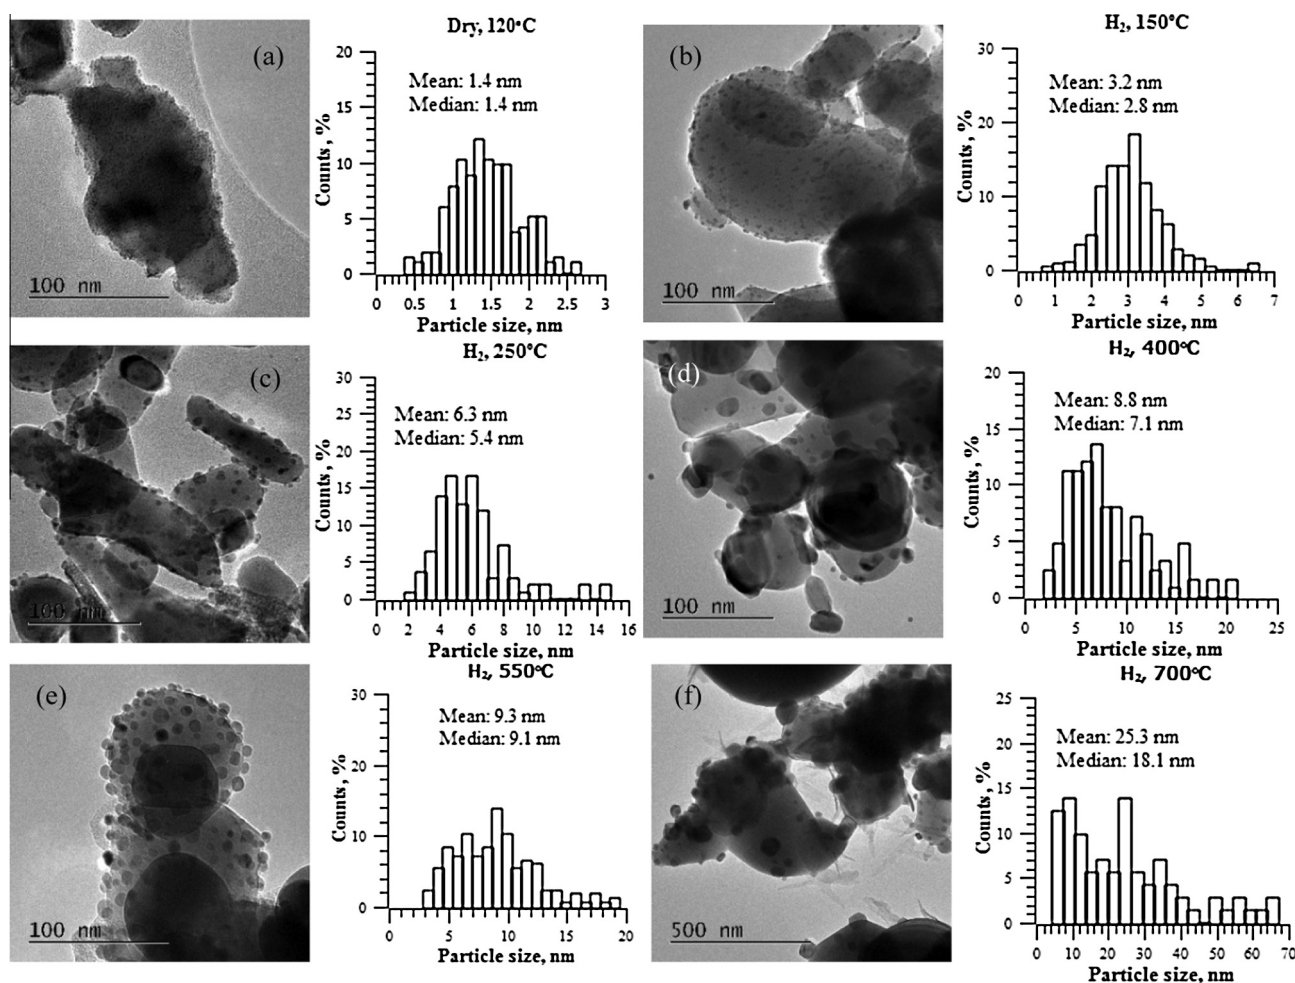 (a)
100 nm
Dry, 120°C
Mean: 1.4 nm
Median: 1.4 nm
Counts, %
20
15
10
5
0
0 0.5 1 1.5 2 2.5 3
Particle size, nm
(b)
100 nm
H₂, 150°C
Mean: 3.2 nm
Median: 2.8 nm
Counts, %
30
20
10
0
0 1 2 3 4 5 6 7
Particle size, nm
(c)
100 nm
H₂, 250°C
Mean: 6.3 nm
Median: 5.4 nm
Counts, %
30
25
20
15
10
5
0
0 2 4 6 8 10 12 14 16
Particle size, nm
(d)
100 nm
H₂, 400°C
Mean: 8.8 nm
Median: 7.1 nm
Counts, %
20
15
10
5
0
0 5 10 15 20 25
Particle size, nm
(e)
100 nm
H₂, 550°C
Mean: 9.3 nm
Median: 9.1 nm
Counts, %
30
20
10
0
0 5 10 15 20
Particle size, nm
(f)
500 nm
H₂, 700°C
Mean: 25.3 nm
Median: 18.1 nm
Counts, %
25
20
15
10
5
0
0 10 20 30 40 50 60 70
Particle size, nm